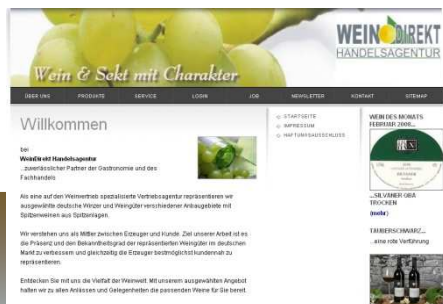 WEIN DIREKT
HANDELSAGENTUR
Wein & Sekt mit Charakter
ÜBER UNS PRODUKTE SERVICE LOGIN JOB NEWSLETTER KONTAKT SITEMAP
Willkommen
bei
WeinDirekt Handelsagentur
...zuverlässicher Partner der Gastronomie und des
Fachhandels
Als eine auf den Weinvertrieb spezialisierte Vertriebsagentur repräsentieren wir
ausgewählte deutsche Winzer und Weingüter verschiedener Anbaugebiete mit
Spitzenweinen aus Spitzenlagen.
Wir verstehen uns als Mittler zwischen Erzeuger und Kunde. Ziel unserer Arbeit ist es
die Präsenz und den Bekanntheitsgrad der repräsentierten Weingüter im deutschen
Markt zu verbessern und gleichzeitig die Erzeuger bestmöglich kundennah zu
repräsentieren.
Entdecken Sie mit uns die Vielfalt der Weinwelt. Mit unserem ausgewählten Angebot
halten wir zu allen Anlässen und Gelegenheiten die passenden Weine für Sie bereit.
STARTSEITE
IMPRESSUM
HAFTUNGSAUSSCHLUSS
WEIN DES MONATS
FEBRUAR 2008...
...SILVANER QBA
TROCKEN
(mehr)
TAUBERSCHWARZ...
...eine rote Verführung